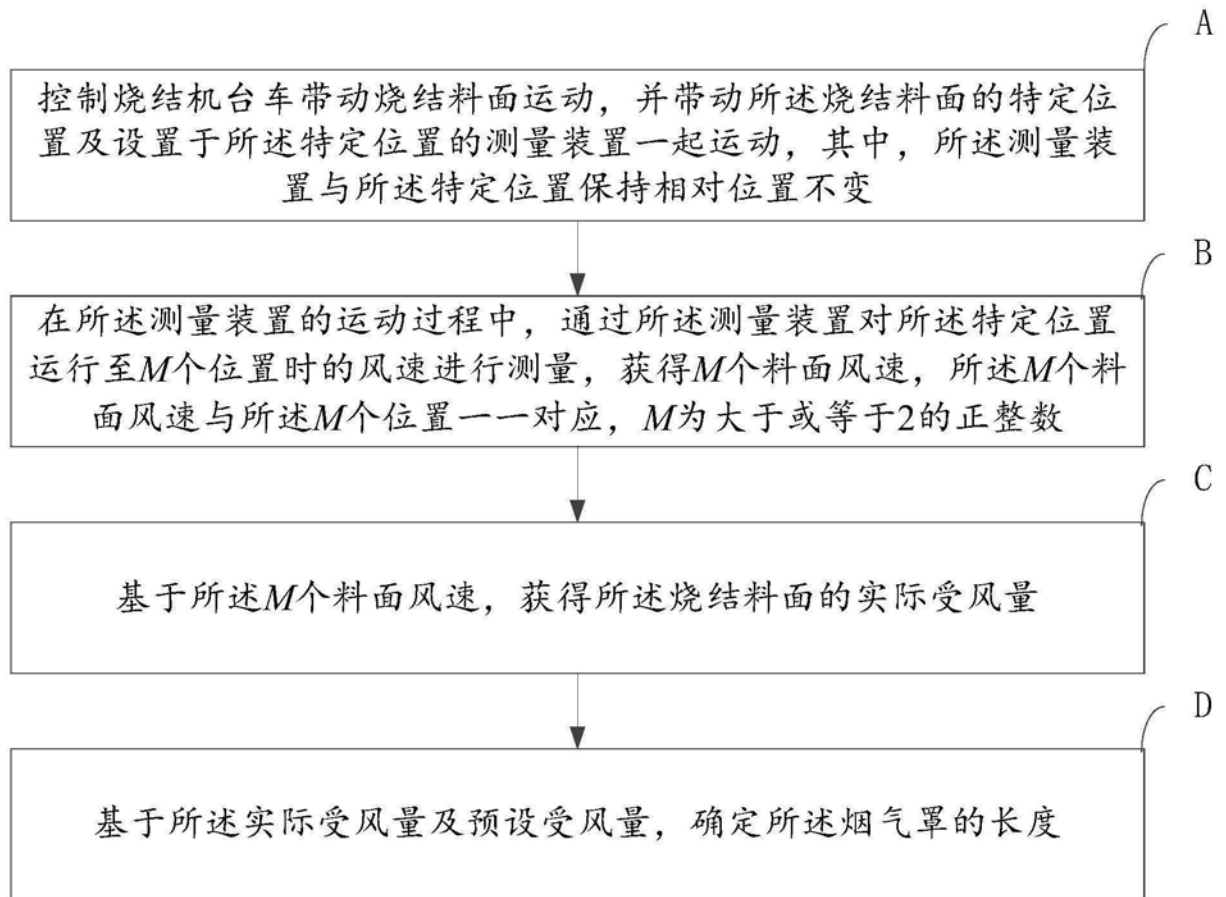 A
控制烧结机台车带动烧结料面运动，并带动所述烧结料面的特定位
置及设置于所述特定位置的测量装置一起运动，其中，所述测量装
置与所述特定位置保持相对位置不变
B
在所述测量装置的运动过程中，通过所述测量装置对所述特定位置
运行至M个位置时的风速进行测量，获得M个料面风速，所述M个料
面风速与所述M个位置一一对应，M为大于或等于2的正整数
C
基于所述M个料面风速，获得所述烧结料面的实际受风量
D
基于所述实际受风量及预设受风量，确定所述烟气罩的长度